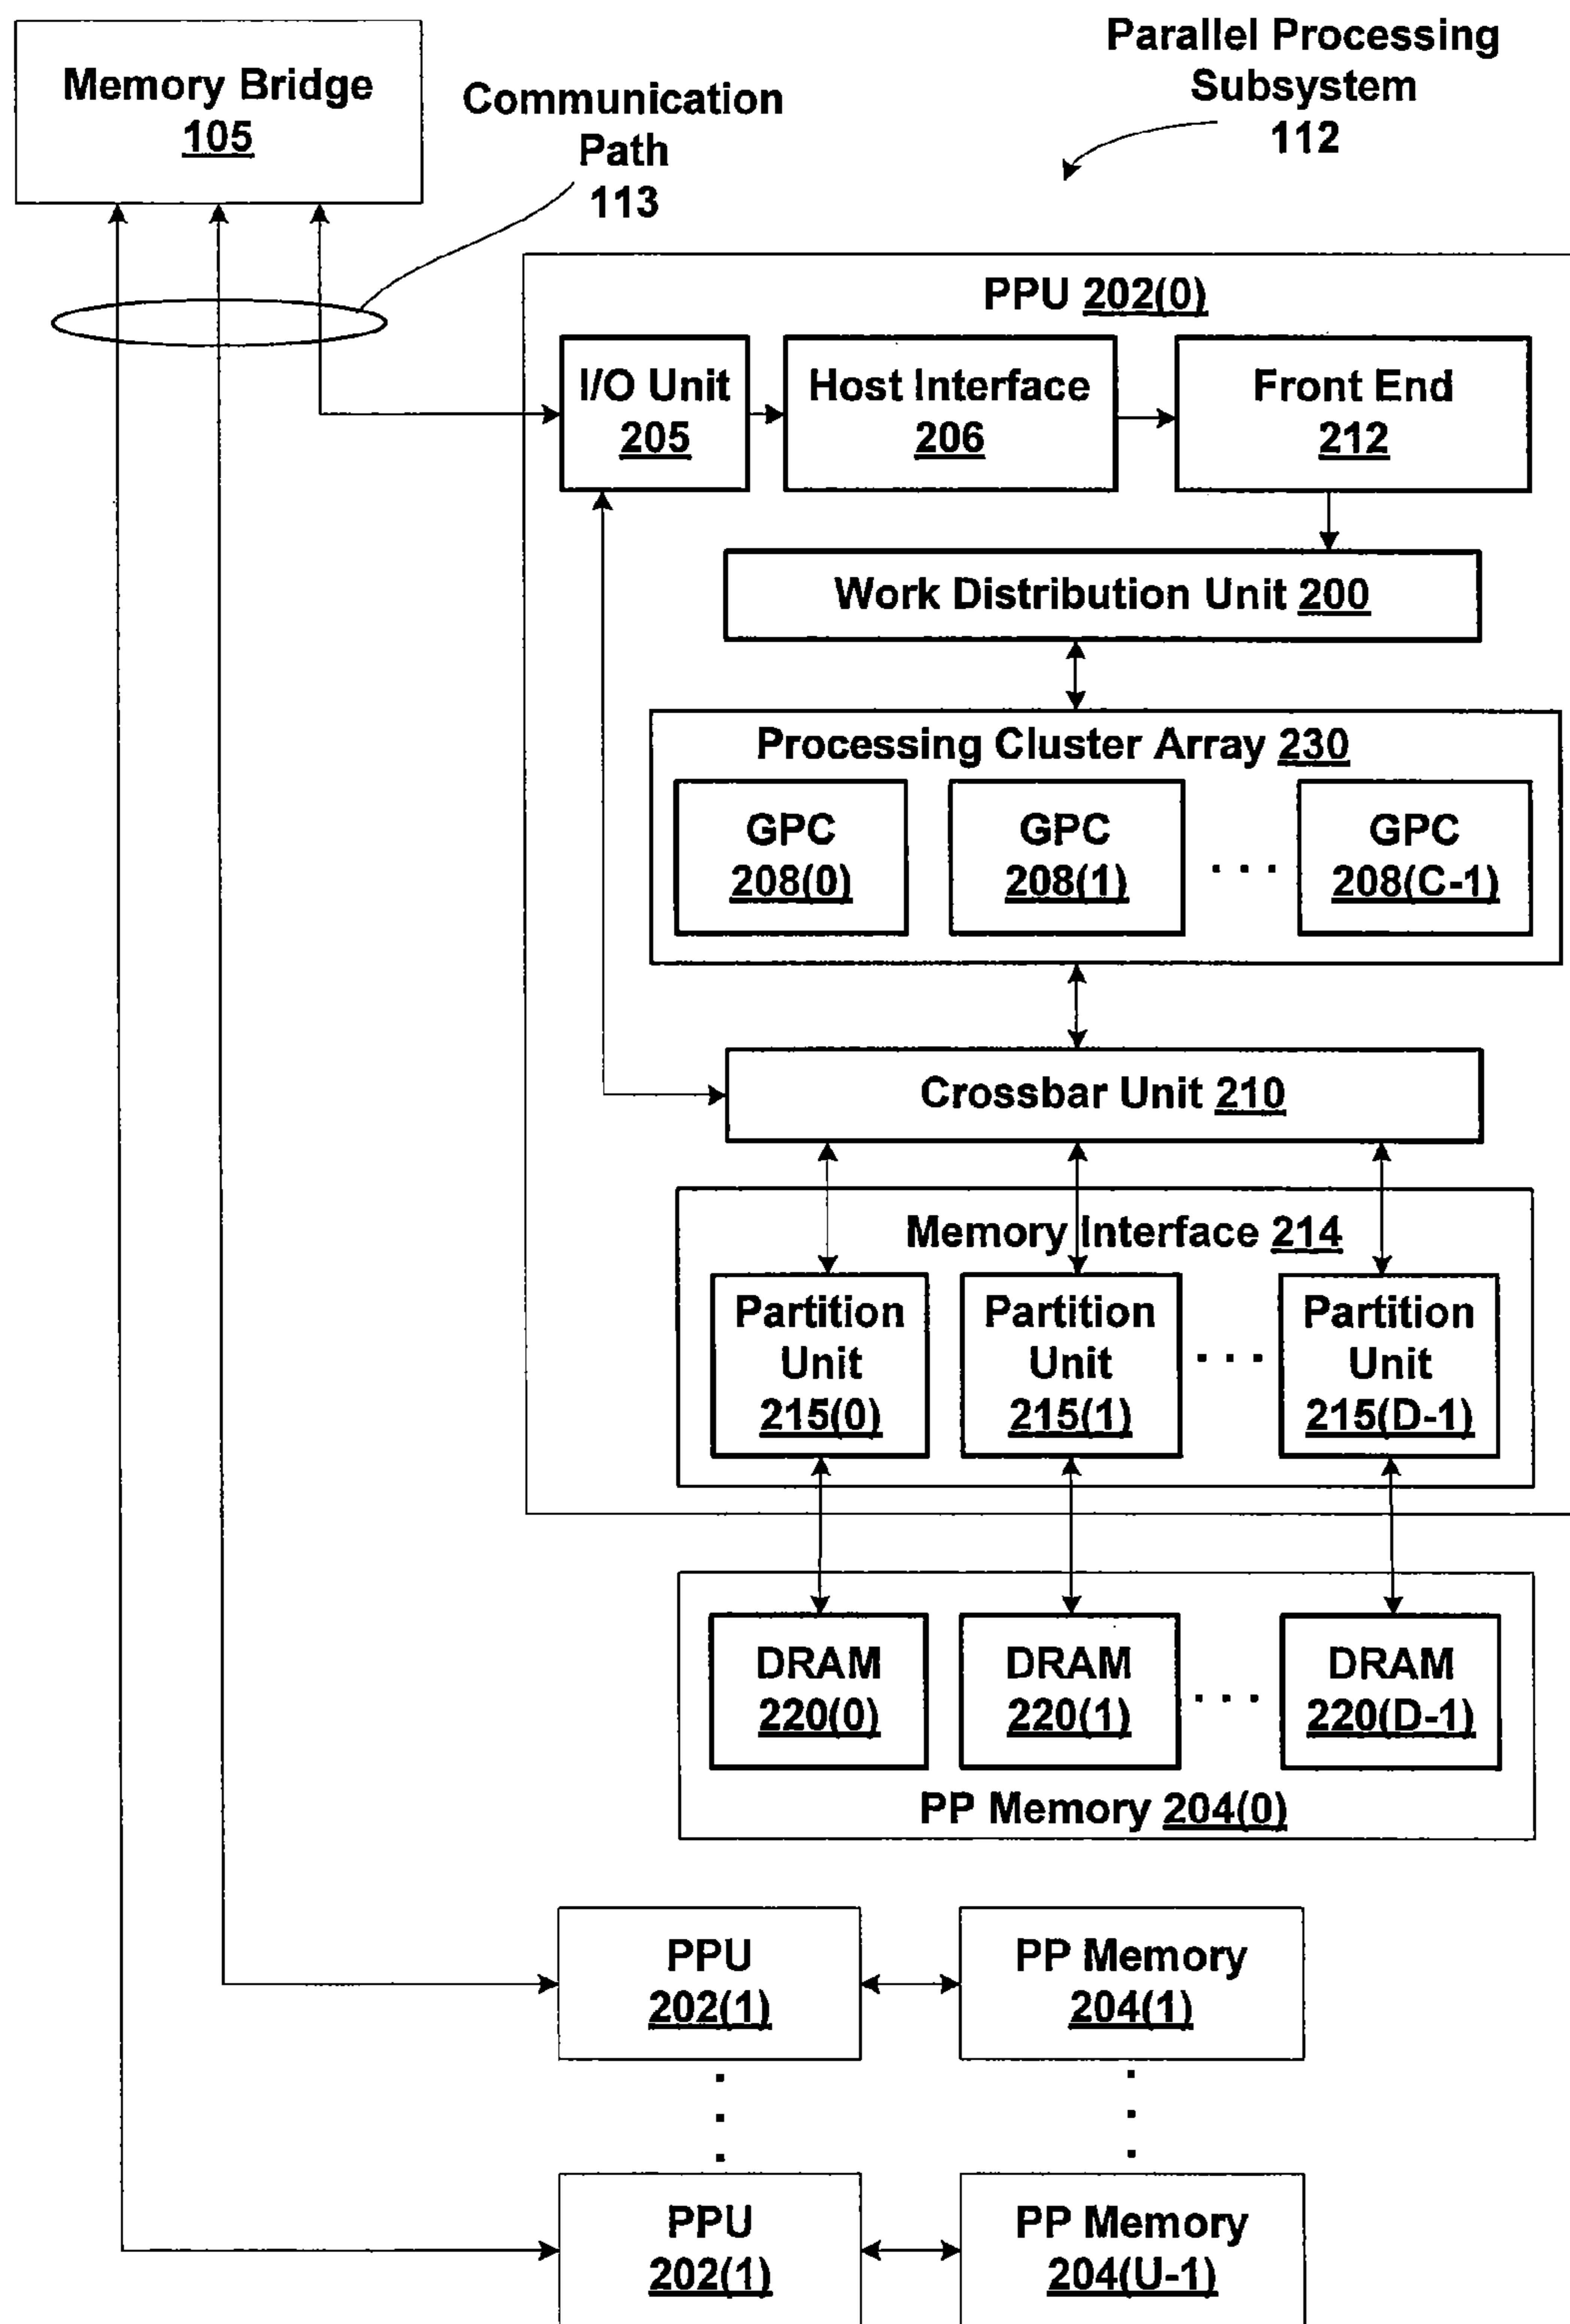 Memory Bridge
105
Communication
Path
113
Parallel Processing
Subsystem
112
PPU 202(0)
I/O Unit
205
Host Interface
206
Front End
212
Work Distribution Unit 200
Processing Cluster Array 230
GPC
208(0)
GPC
208(1)
. . .
GPC
208(C-1)
Crossbar Unit 210
Memory Interface 214
Partition
Unit
215(0)
Partition
Unit
215(1)
. . .
Partition
Unit
215(D-1)
DRAM
220(0)
DRAM
220(1)
. . .
DRAM
220(D-1)
PP Memory 204(0)
PPU
202(1)
PP Memory
204(1)
PPU
202(1)
PP Memory
204(U-1)